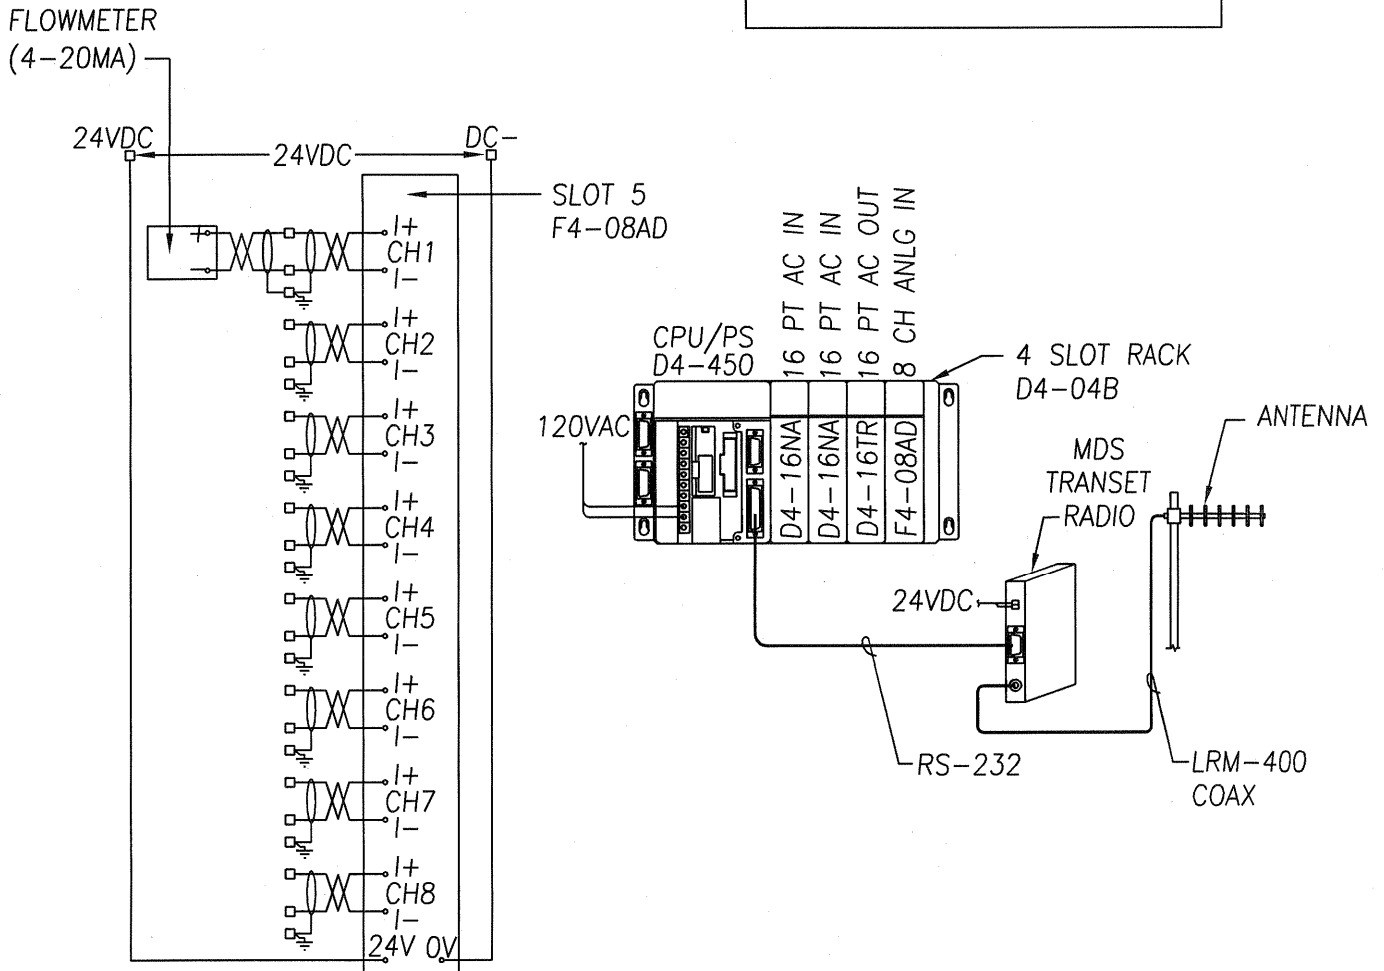 FLOWMETER
(4-20MA)
24VDC
24VDC
DC-
SLOT 5
F4-08AD
+
-
I+
CH1
I-
I+
CH2
I-
I+
CH3
I-
I+
CH4
I-
I+
CH5
I-
I+
CH6
I-
I+
CH7
I-
I+
CH8
I-
24V 0V
CPU/PS
D4-450
16 PT AC IN
16 PT AC IN
16 PT AC OUT
8 CH ANLG IN
4 SLOT RACK
D4-04B
120VAC
D4-16NA
D4-16NA
D4-16TR
F4-08AD
MDS
TRANSET
RADIO
ANTENNA
24VDC
RS-232
LRM-400
COAX